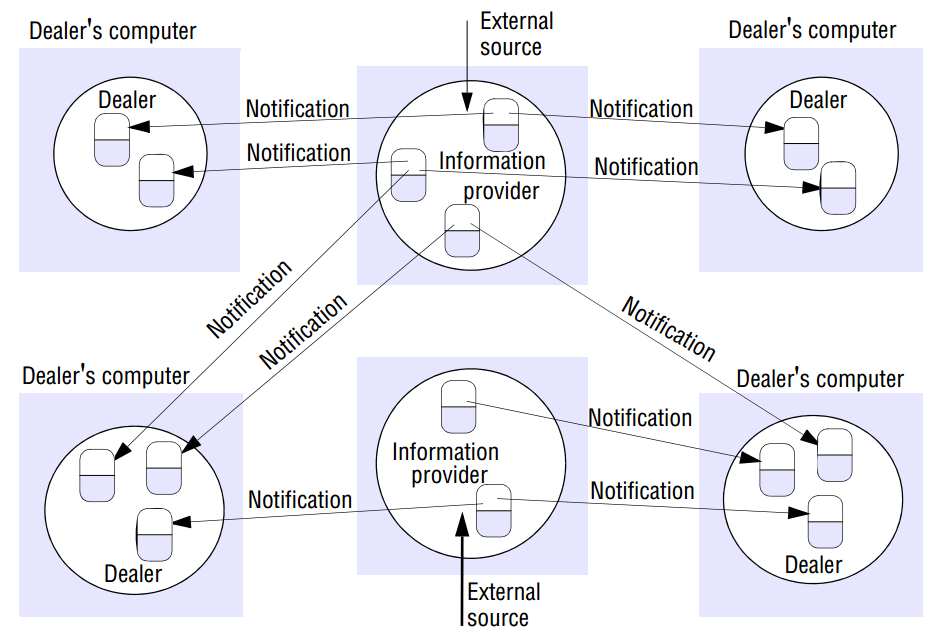 External
source
Dealer's computer
Dealer's computer
Dealer
Notification
Notification
Dealer
Notification
Information
provider
Notification
Notification
Notification
Notification
Dealer's computer
Dealer's computer
Notification
Information
provider
Notification
Notification
Dealer
Dealer
External
source